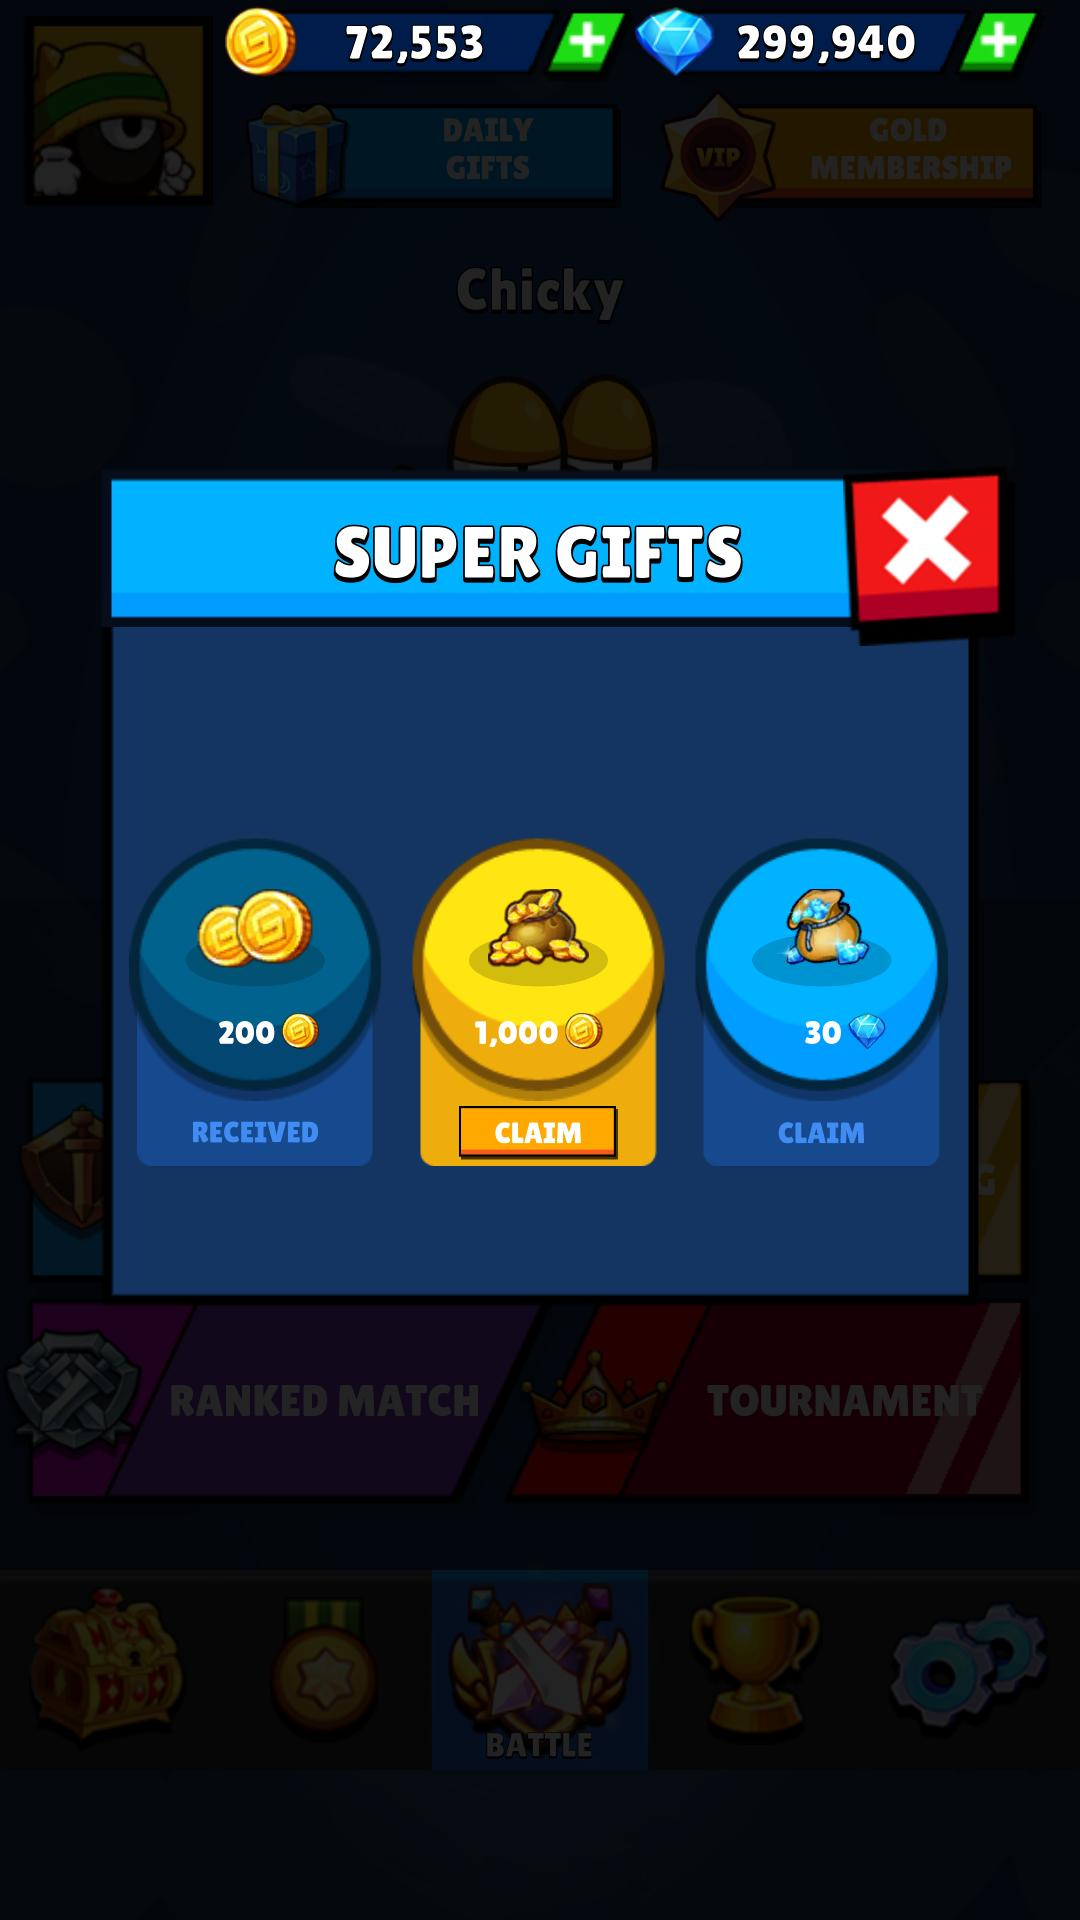 72,553
299,940
DAILY
GIFTS
VIP
GOLD
MEMBERSHIP
Chicky
SUPER GIFTS
200
1,000
30
RECEIVED
CLAIM
CLAIM
G
RANKED MATCH
TOURNAMENT
BATTLE